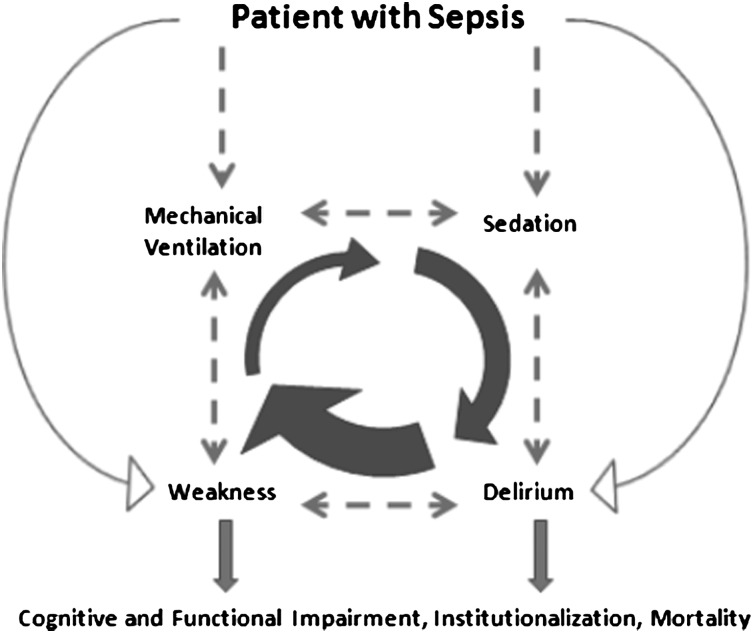 Patient with Sepsis
Mechanical
Ventilation
Sedation
Weakness
Delirium
Cognitive and Functional Impairment, Institutionalization, Mortality